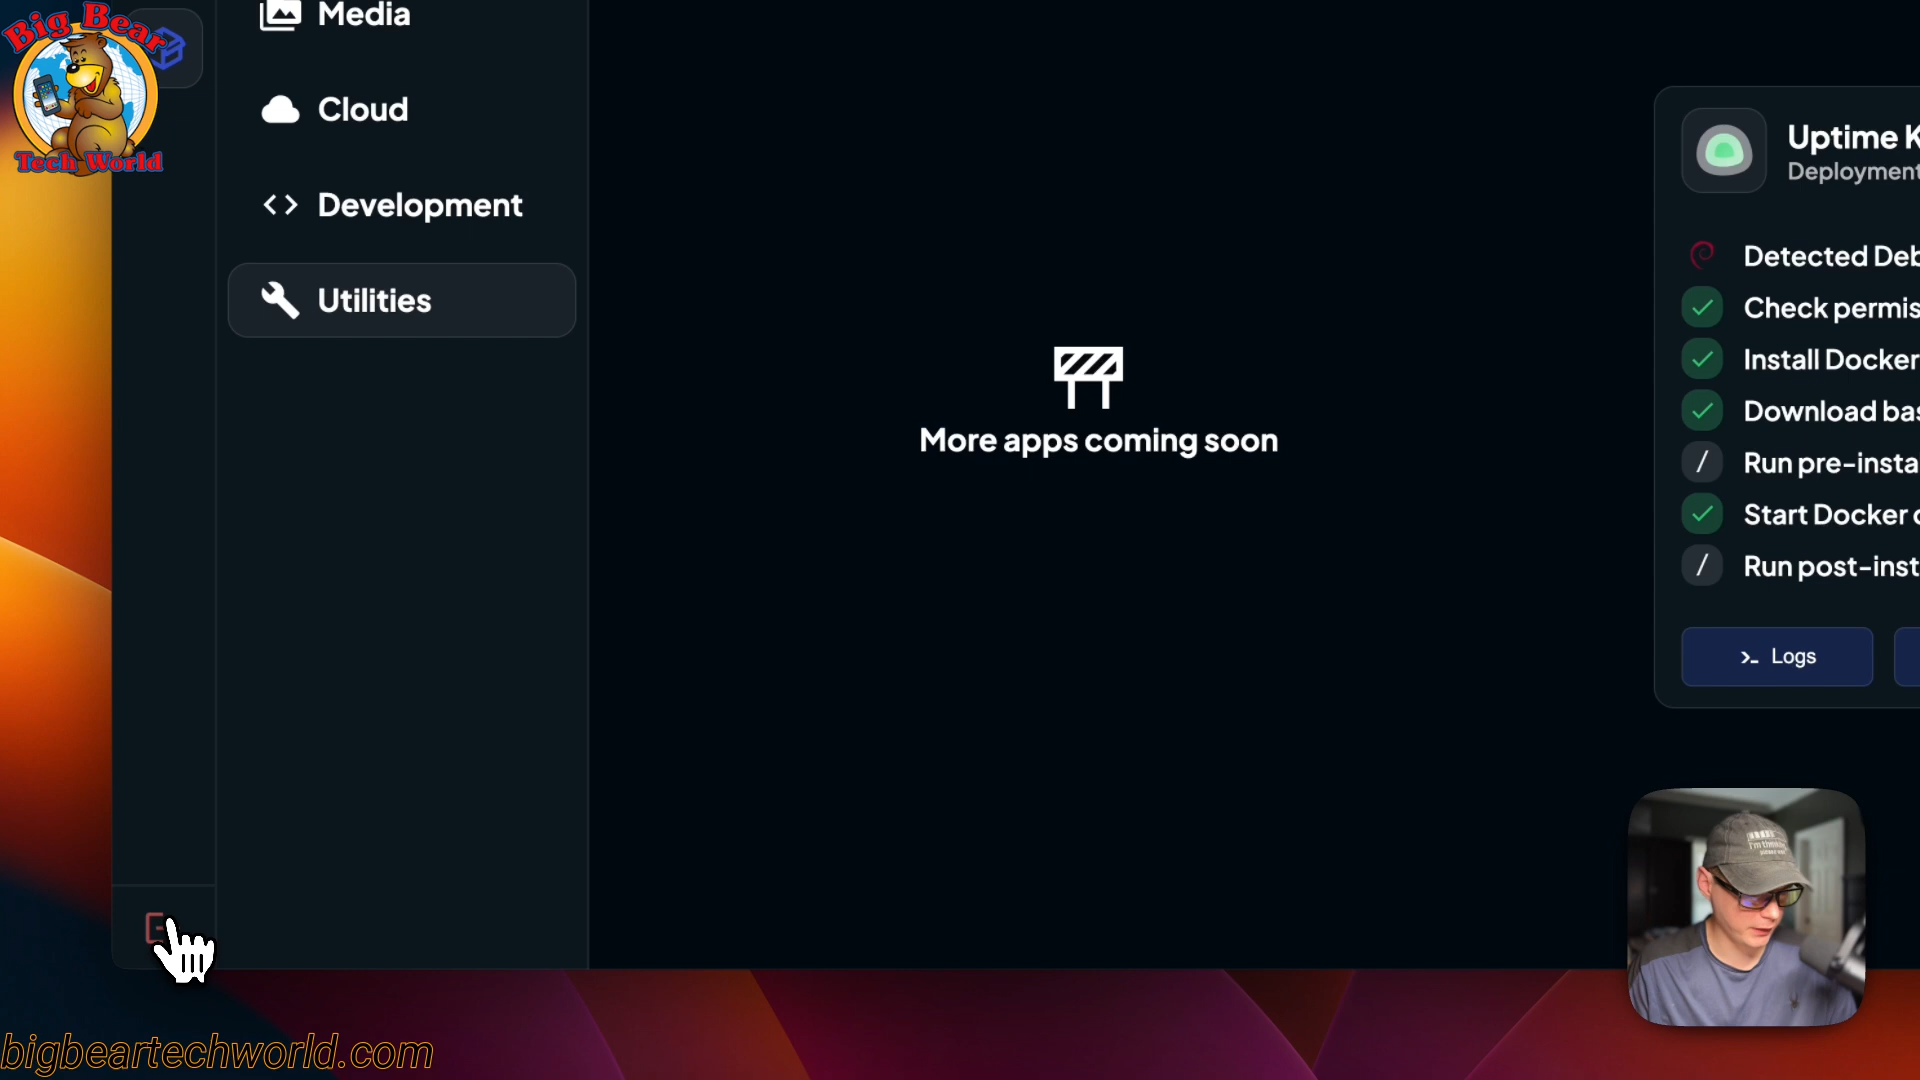 Big Bear
Tech World
Media
Cloud
Development
Utilities
More apps coming soon
Uptime K
Deployment
Detected Deb
Check permis
Install Docker
Download bas
Run pre-insta
Start Docker
Run post-inst
Logs
bigbeartechworld.com